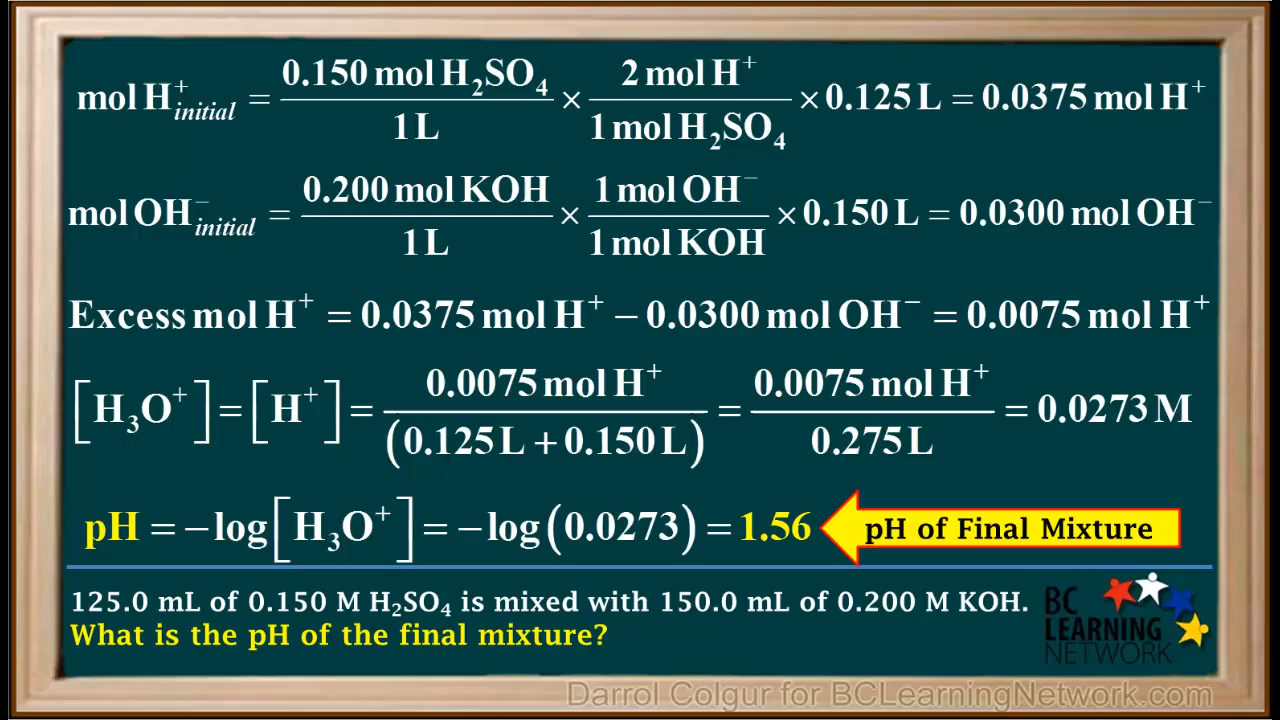 mol H⁺initial = 0.150 mol H₂SO₄ / 1 L × 2 mol H⁺ / 1 mol H₂SO₄ × 0.125 L = 0.0375 mol H⁺
mol OH⁻initial = 0.200 mol KOH / 1 L × 1 mol OH⁻ / 1 mol KOH × 0.150 L = 0.0300 mol OH⁻
Excess mol H⁺ = 0.0375 mol H⁺ − 0.0300 mol OH⁻ = 0.0075 mol H⁺
[H₃O⁺] = [H⁺] = 0.0075 mol H⁺ / (0.125 L + 0.150 L) = 0.0075 mol H⁺ / 0.275 L = 0.0273 M
pH = −log[H₃O⁺] = −log(0.0273) = 1.56 pH of Final Mixture
125.0 mL of 0.150 M H₂SO₄ is mixed with 150.0 mL of 0.200 M KOH.
What is the pH of the final mixture?
BC
LEARNING
NETWORK
Darrol Colgur for BCLearningNetwork.com